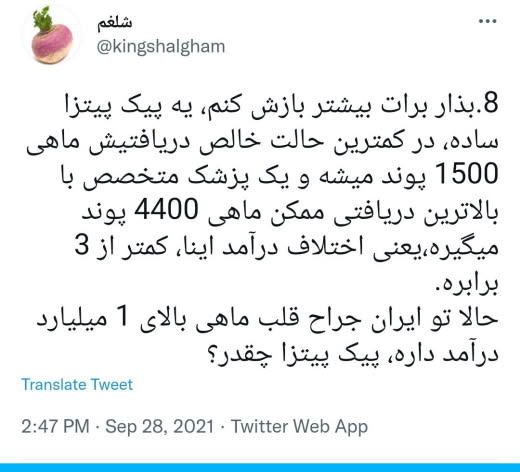 شلغم
@kingshalgham
8.بذار برات بیشتر بازش کنم، یه پیک پیتزا
ساده، در کمترین حالت خالص دریافتیش ماهی
1500 پوند میشه و یک پزشک متخصص با
بالاترین دریافتی ممکن ماهی 4400 پوند
میگیره،یعنی اختلاف درآمد اینا، کمتر از 3
برابره.
حالا تو ایران جراح قلب ماهی بالای 1 میلیارد
درآمد داره، پیک پیتزا چقدر؟
Translate Tweet
2:47 PM · Sep 28, 2021 · Twitter Web App